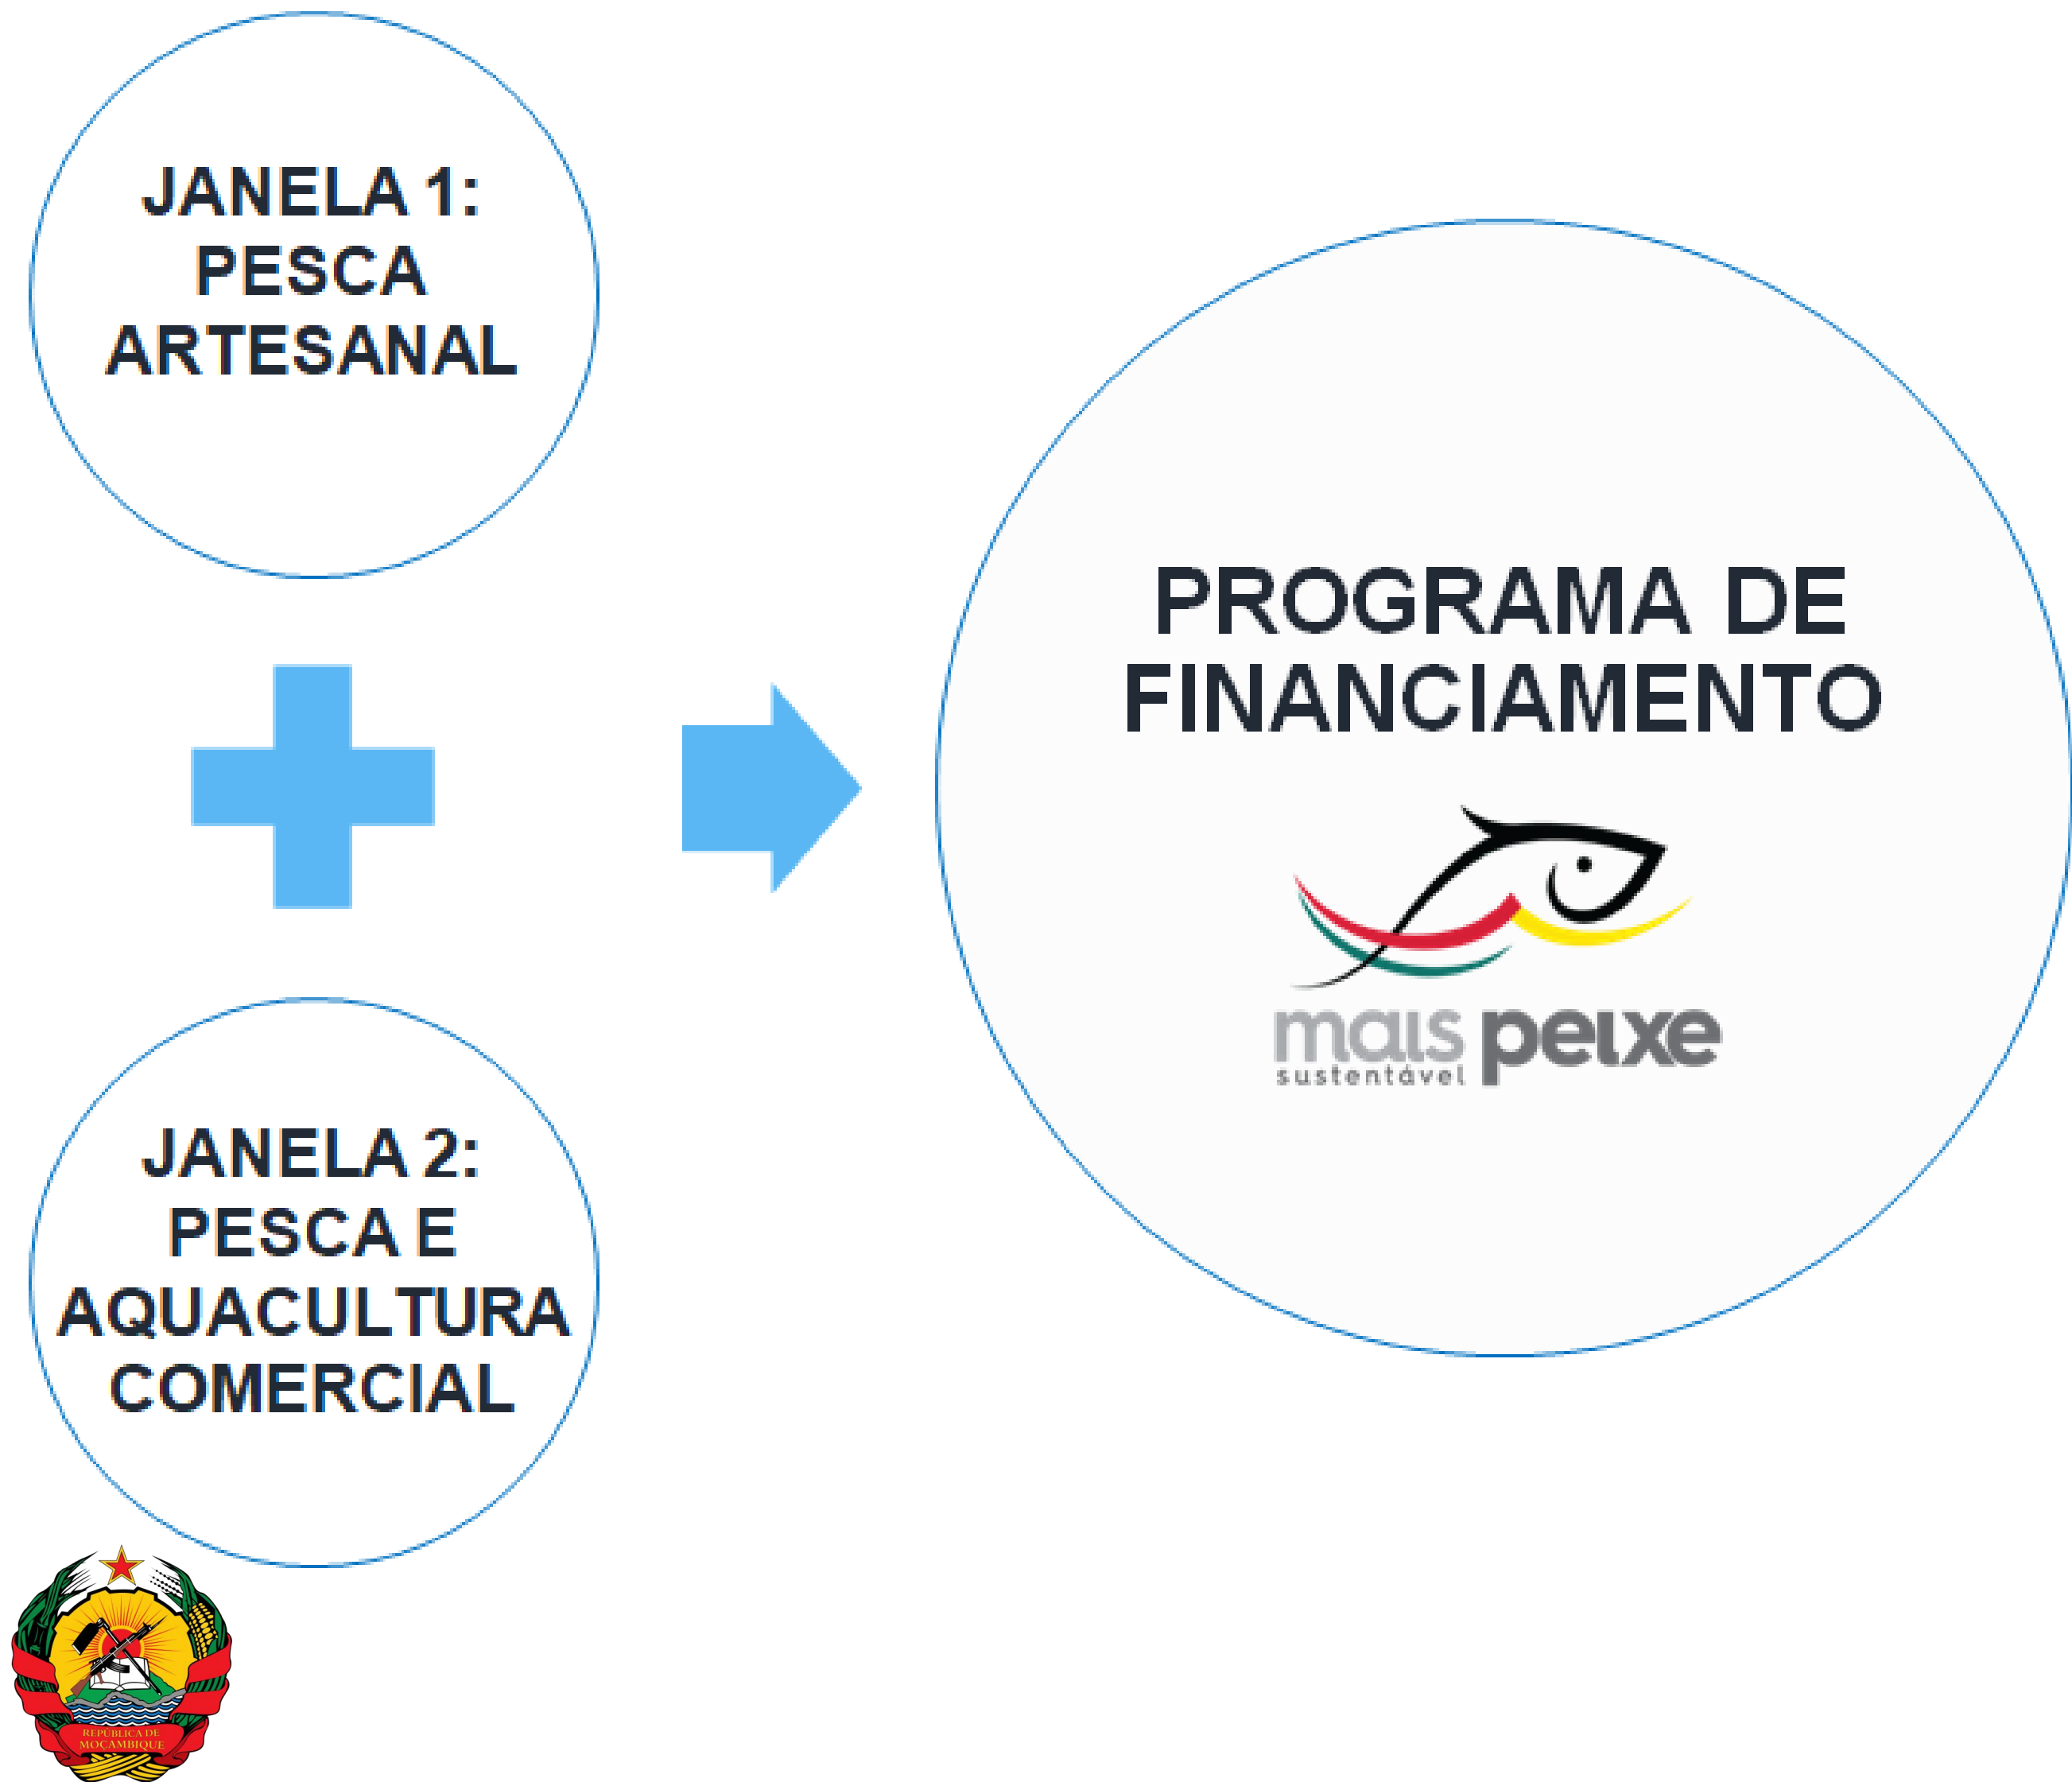 JANELA 1:
PESCA
ARTESANAL
JANELA 2:
PESCA E
AQUACULTURA
COMERCIAL
PROGRAMA DE
FINANCIAMENTO
mais peixe
sustentável
REPÚBLICA DE
MOÇAMBIQUE